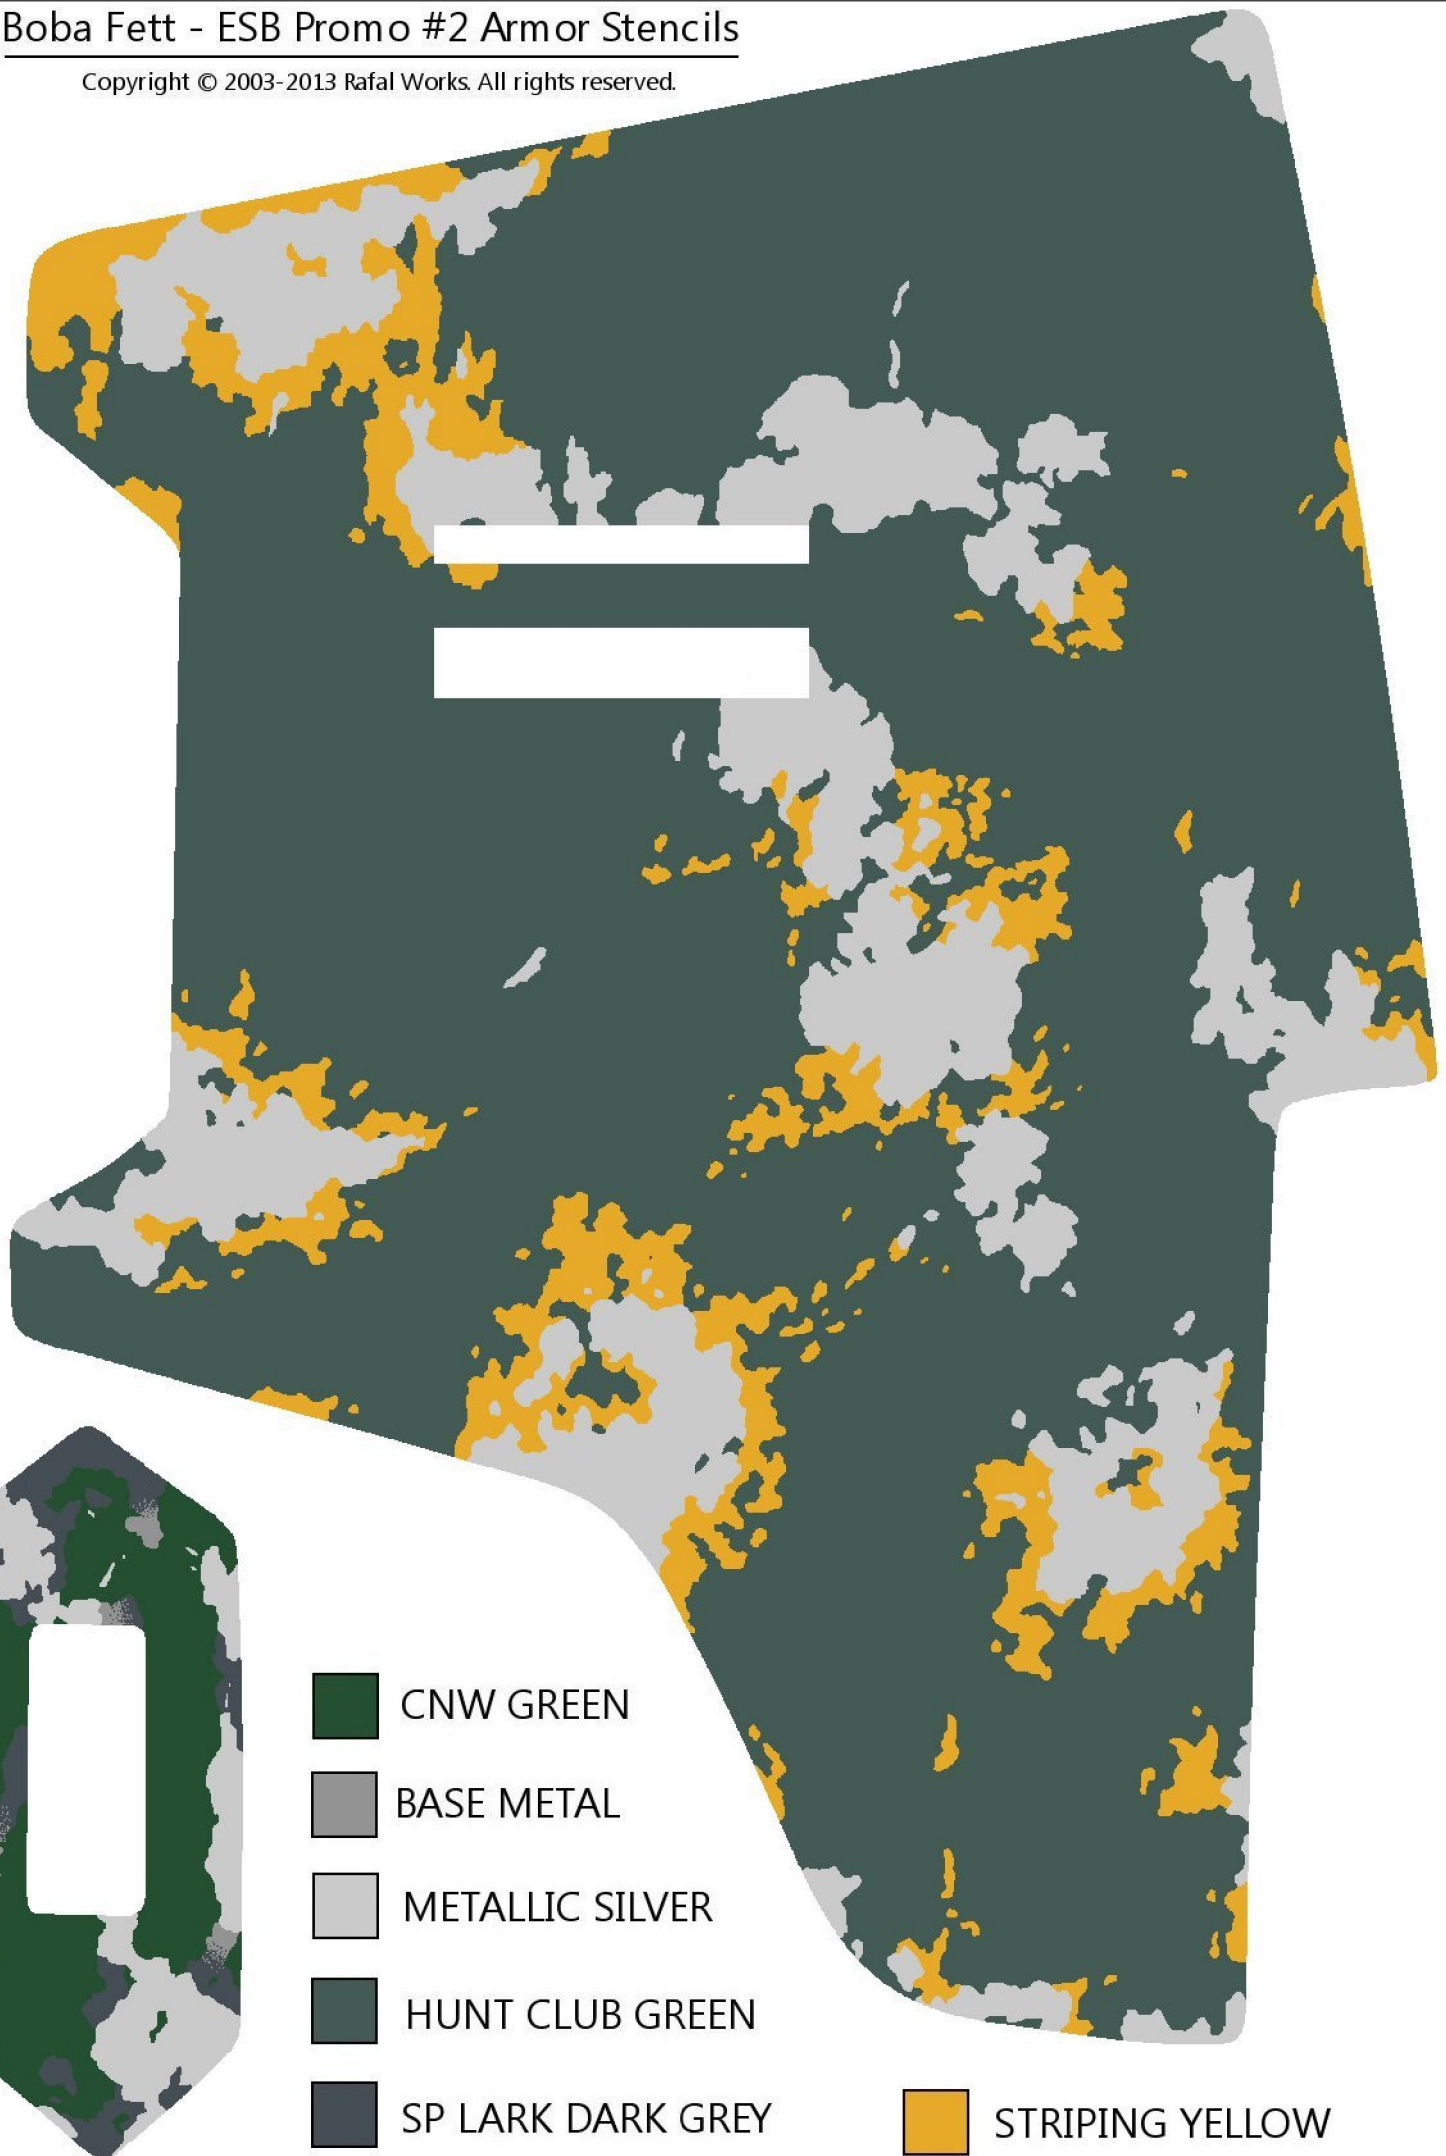 Boba Fett - ESB Promo #2 Armor Stencils
Copyright © 2003-2013 Rafal Works. All rights reserved.
CNW GREEN
BASE METAL
METALLIC SILVER
HUNT CLUB GREEN
SP LARK DARK GREY
STRIPING YELLOW